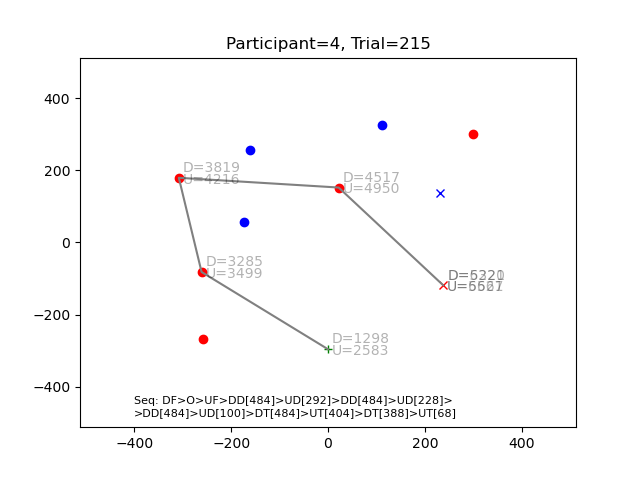 Participant=4, Trial=215
400
200
0
−200
−400
D=3819
U=4216
D=4517
U=4950
D=3285
U=3499
D=1298
U=2583
Seq: DF>O>UF>DD[484]>UD[292]>DD[484]>UD[228]>
>DD[484]>UD[100]>DT[484]>UT[404]>DT[388]>UT[68]
−400
−200
0
200
400